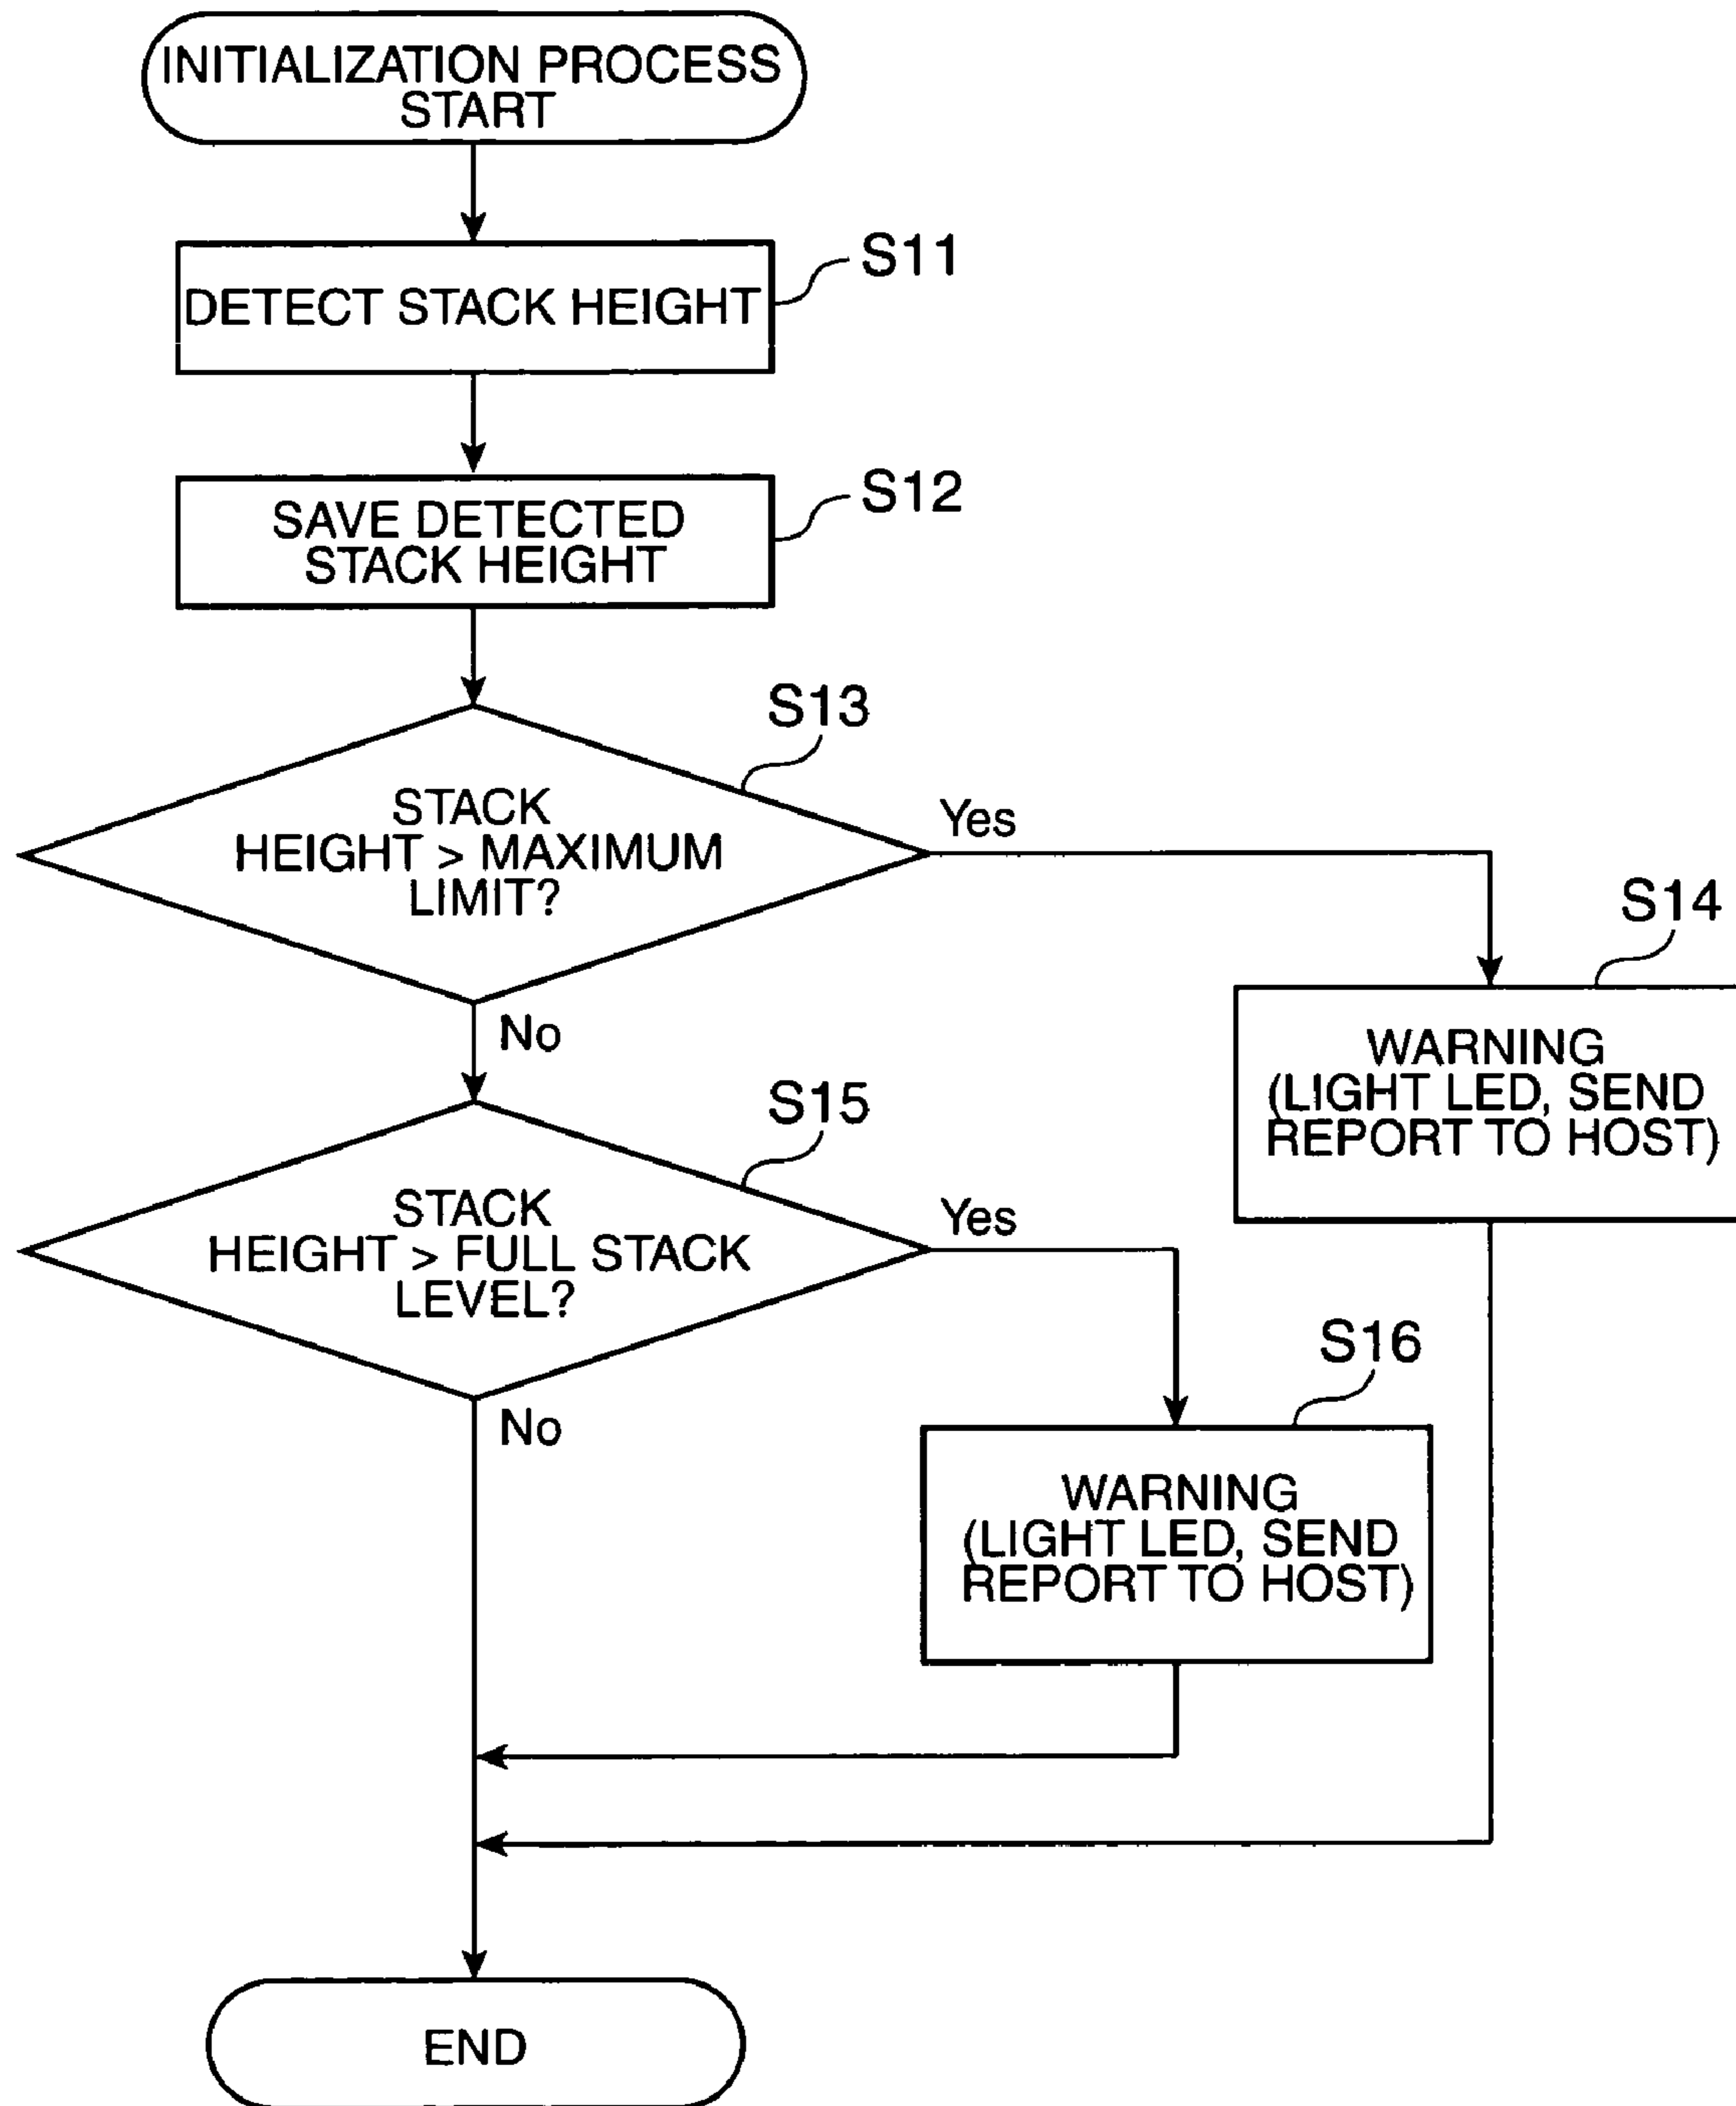 INITIALIZATION PROCESS
START
S11
DETECT STACK HEIGHT
S12
SAVE DETECTED
STACK HEIGHT
S13
STACK
HEIGHT > MAXIMUM
LIMIT?
Yes
S14
WARNING
(LIGHT LED, SEND
REPORT TO HOST)
No
S15
STACK
HEIGHT > FULL STACK
LEVEL?
Yes
S16
WARNING
(LIGHT LED, SEND
REPORT TO HOST)
No
END